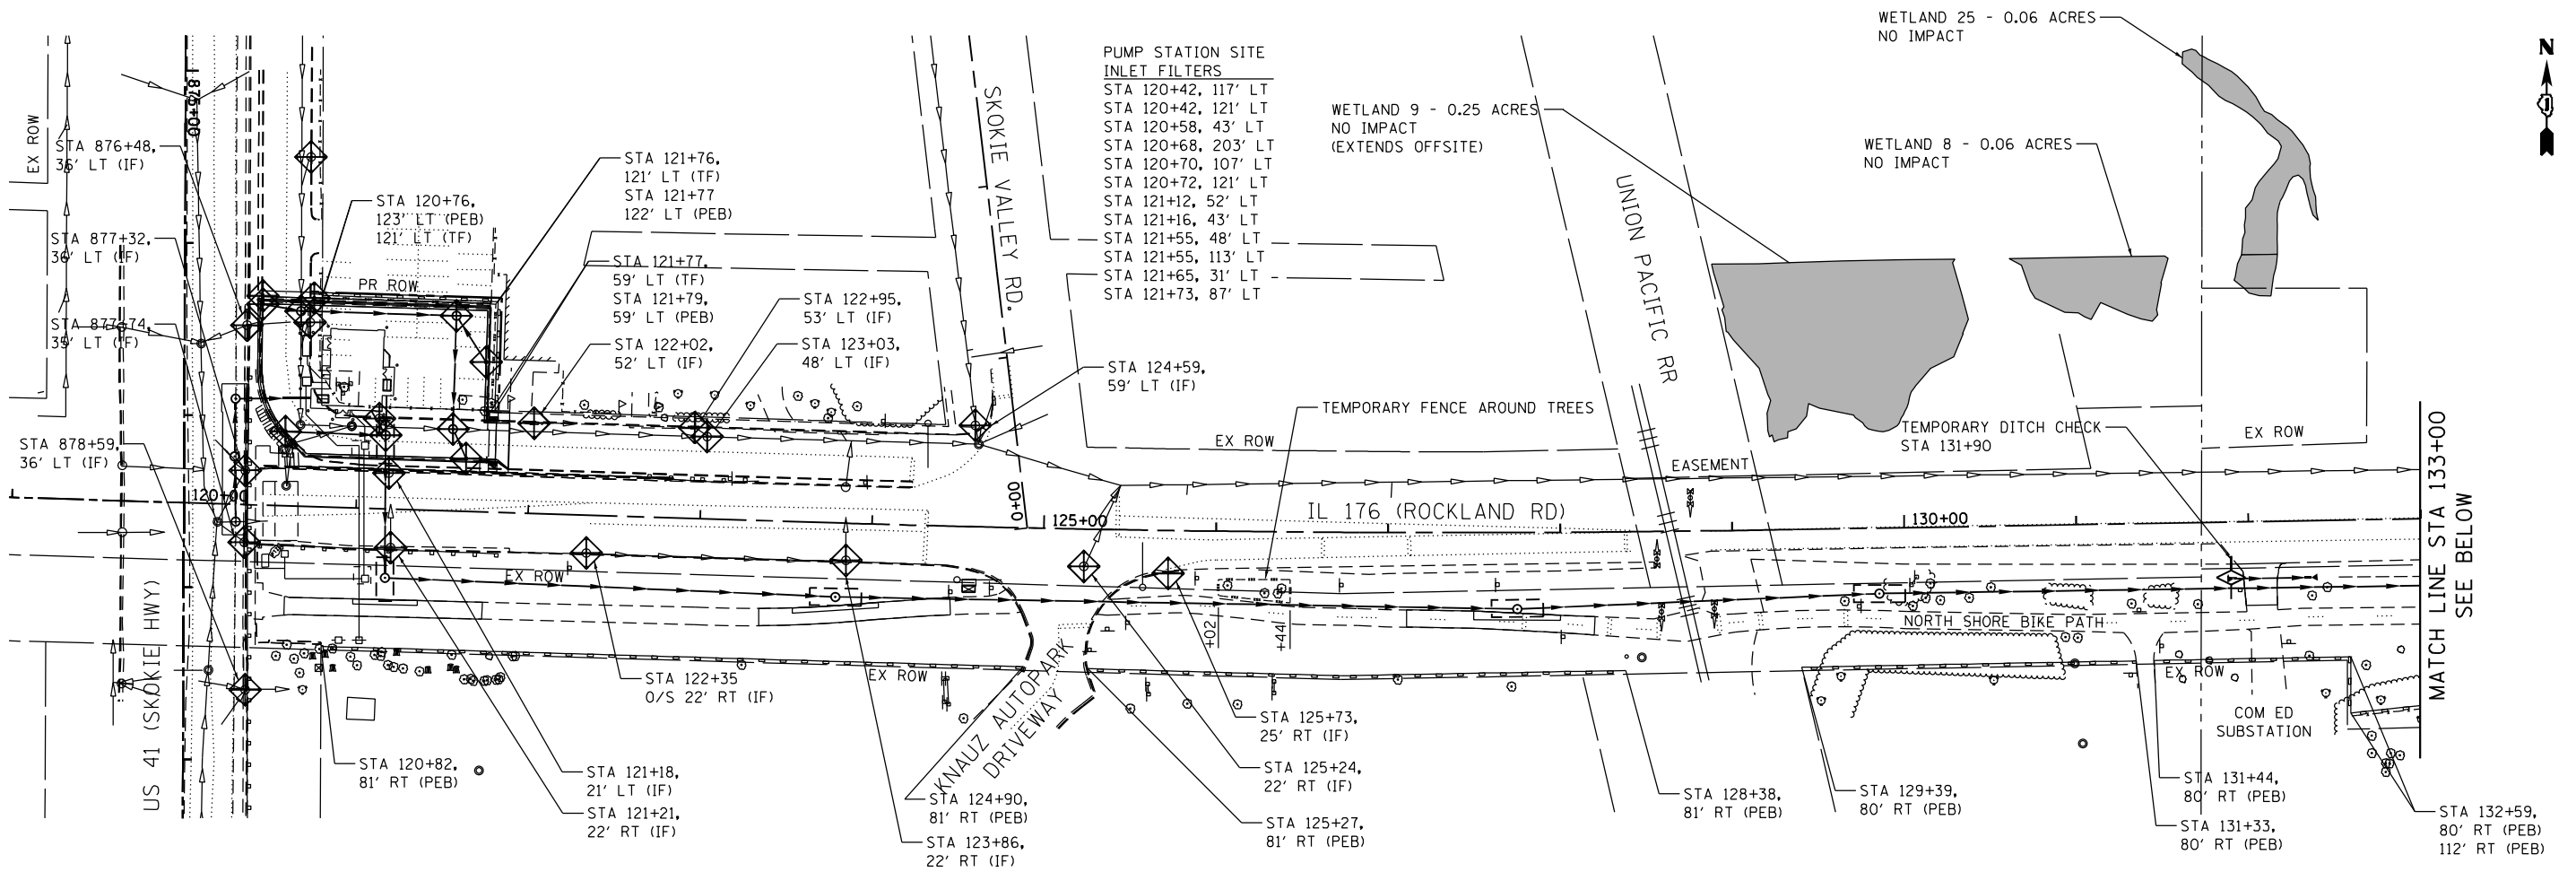 WETLAND 25 - 0.06 ACRES
NO IMPACT
N
PUMP STATION SITE
INLET FILTERS
STA 120+42, 117' LT
STA 120+42, 121' LT
STA 120+58, 43' LT
STA 120+68, 203' LT
STA 120+70, 107' LT
STA 120+72, 121' LT
STA 121+12, 52' LT
STA 121+16, 43' LT
STA 121+55, 48' LT
STA 121+55, 113' LT
STA 121+65, 31' LT
STA 121+73, 87' LT
WETLAND 9 - 0.25 ACRES
NO IMPACT
(EXTENDS OFFSITE)
WETLAND 8 - 0.06 ACRES
NO IMPACT
EX ROW
876+00
STA 876+48,
36' LT (IF)
STA 877+32,
36' LT (IF)
STA 877+74,
35' LT (IF)
STA 878+59,
36' LT (IF)
STA 120+76,
123' LT (PEB)
121' LT (TF)
STA 121+76,
121' LT (TF)
STA 121+77
122' LT (PEB)
PR ROW
STA 121+77,
59' LT (TF)
STA 121+79,
59' LT (PEB)
STA 122+02,
52' LT (IF)
STA 122+95,
53' LT (IF)
STA 123+03,
48' LT (IF)
SKOKIE VALLEY RD.
STA 124+59,
59' LT (IF)
UNION PACIFIC RR
TEMPORARY FENCE AROUND TREES
EX ROW
EASEMENT
TEMPORARY DITCH CHECK
STA 131+90
EX ROW
120+00
0+00
125+00
IL 176 (ROCKLAND RD)
130+00
MATCH LINE STA 133+00
SEE BELOW
US 41 (SKOKIE HWY)
EX ROW
+02
+44
NORTH SHORE BIKE PATH
EX ROW
EX ROW
KNAUZ AUTOPARK
DRIVEWAY
COM ED
SUBSTATION
STA 122+35
O/S 22' RT (IF)
STA 120+82,
81' RT (PEB)
STA 121+18,
21' LT (IF)
STA 121+21,
22' RT (IF)
STA 124+90,
81' RT (PEB)
STA 123+86,
22' RT (IF)
STA 125+73,
25' RT (IF)
STA 125+24,
22' RT (IF)
STA 125+27,
81' RT (PEB)
STA 128+38,
81' RT (PEB)
STA 129+39,
80' RT (PEB)
STA 131+44,
80' RT (PEB)
STA 131+33,
80' RT (PEB)
STA 132+59,
80' RT (PEB)
112' RT (PEB)